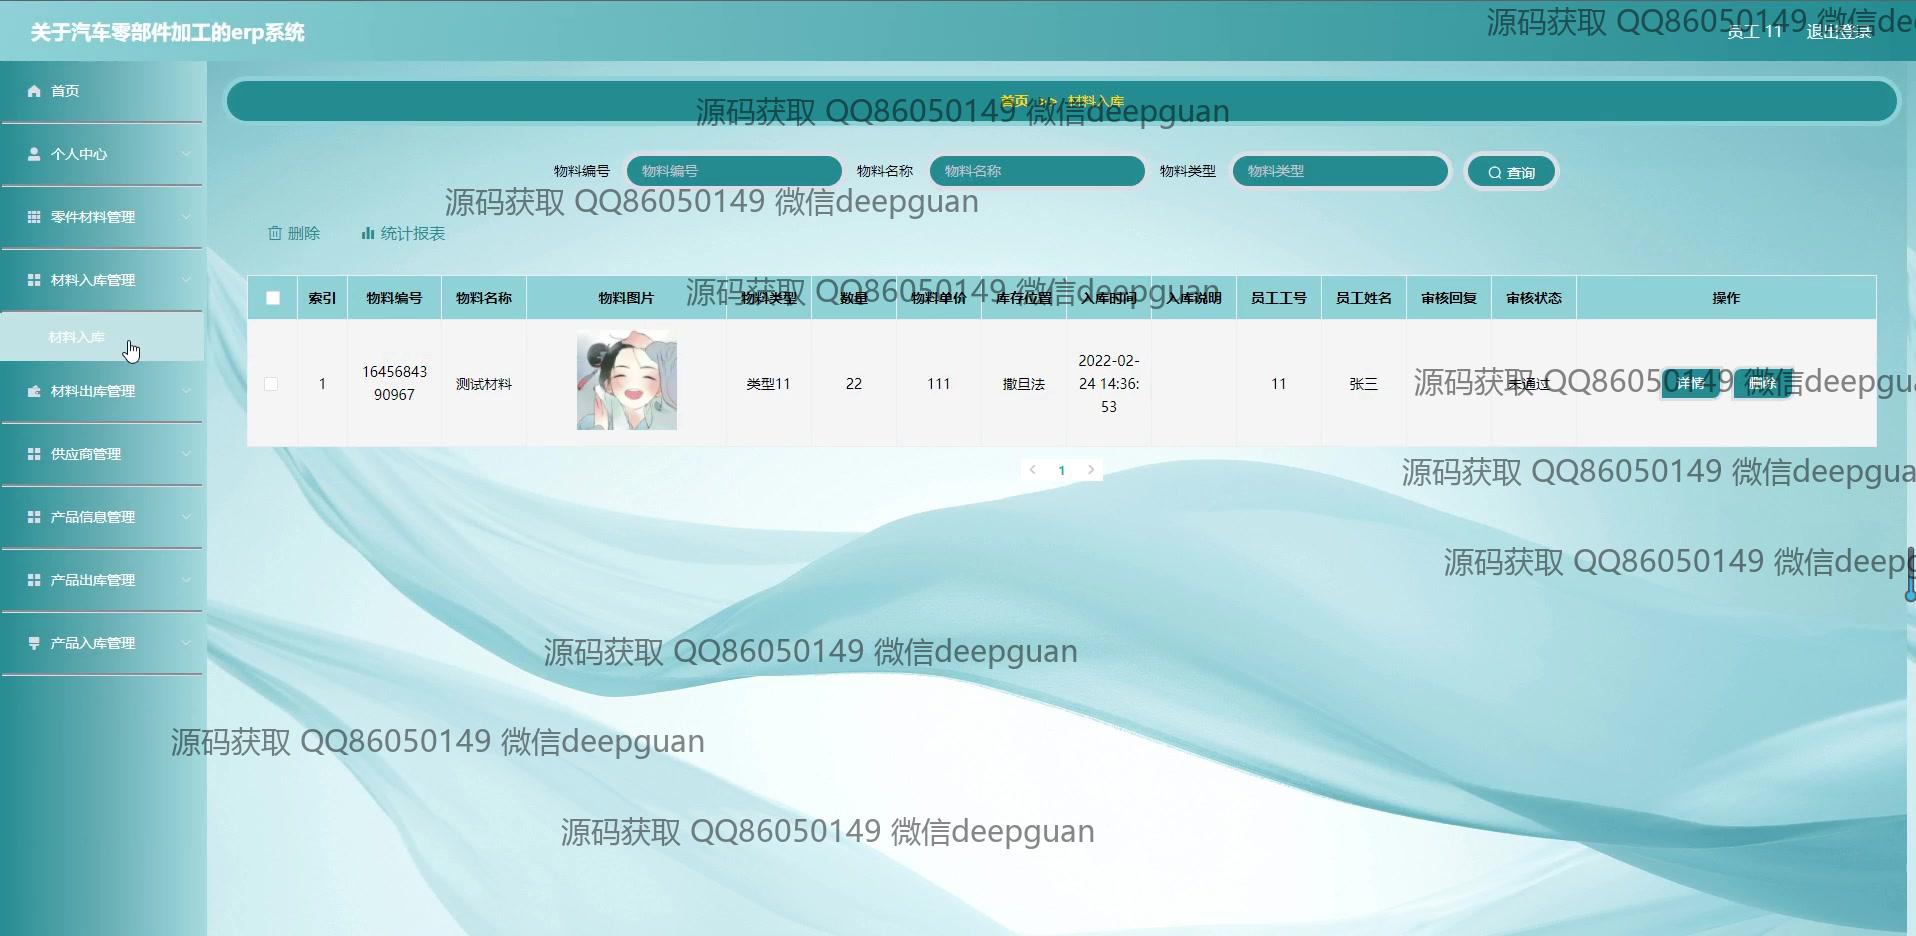 关于汽车零部件加工的erp系统
源码获取 QQ86050149 微信de
员工 11
退出登录
首页
个人中心
零件材料管理
材料入库管理
材料入库
材料出库管理
供应商管理
产品信息管理
产品出库管理
产品入库管理
首页 >> 材料入库
源码获取 QQ86050149 微信deepguan
物料编号 物料编号 物料名称 物料名称 物料类型 物料类型 查询
源码获取 QQ86050149 微信deepguan
删除 统计报表
源码获取 QQ86050149 微信deepguan
索引 物料编号 物料名称 物料图片 物料类型 数量 物料单价 库存位置 入库时间 入库说明 员工工号 员工姓名 审核回复 审核状态 操作
1 16456843 测试材料 类型11 22 111 撒旦法 2022-02- 11 张三 未通过 详情 删除
90967 24 14:36:
53
源码获取 QQ86050149 微信deepgua
1
源码获取 QQ86050149 微信deepgua
源码获取 QQ86050149 微信deepg
源码获取 QQ86050149 微信deepguan
源码获取 QQ86050149 微信deepguan
源码获取 QQ86050149 微信deepguan